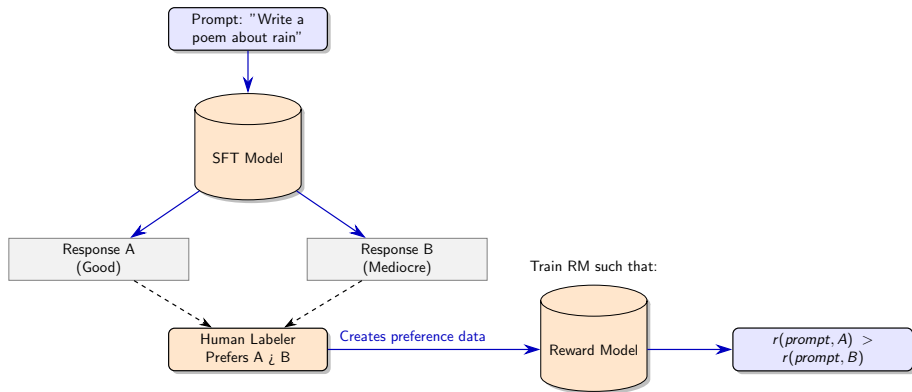 Prompt: ”Write a
poem about rain”
SFT Model
Response A
(Good)
Response B
(Mediocre)
Train RM such that:
Human Labeler
Prefers A ¿ B
Creates preference data
Reward Model
r(prompt, A) >
r(prompt, B)